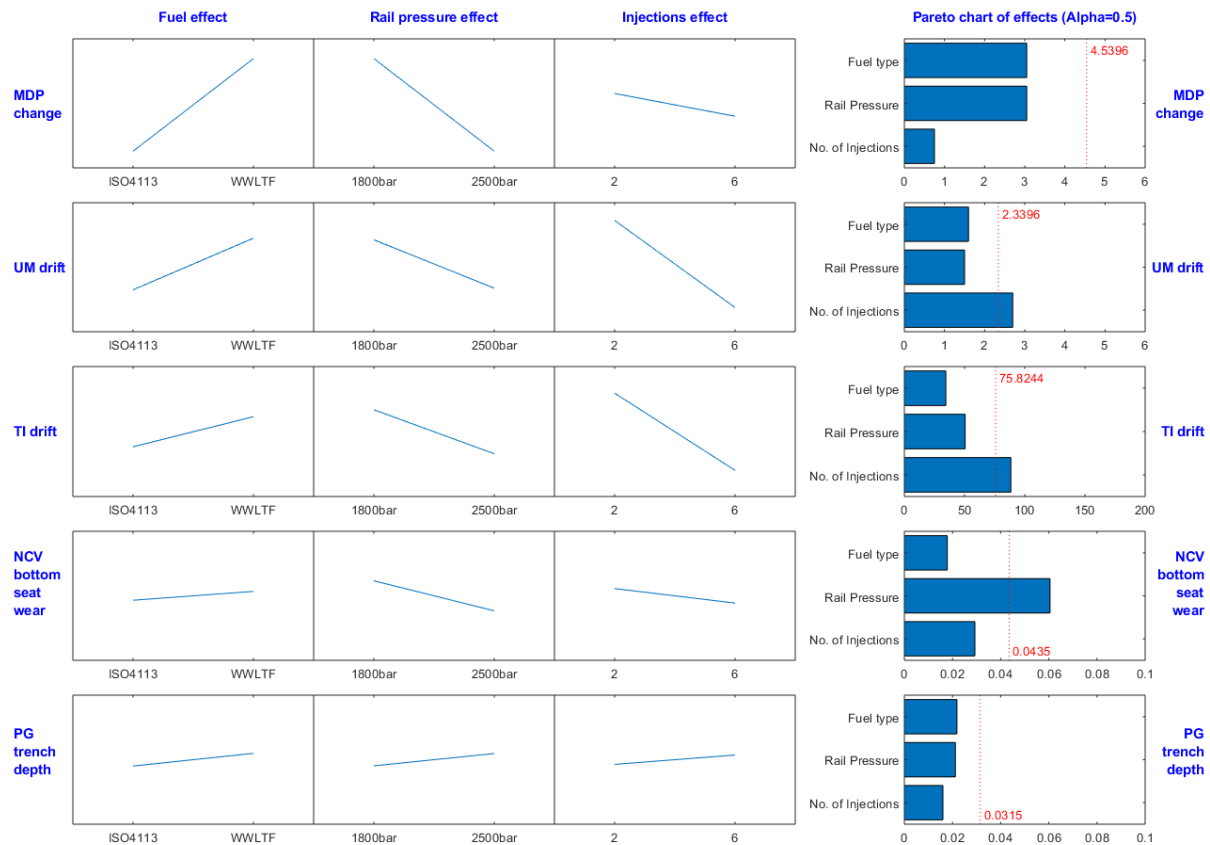 Fuel effect
Rail pressure effect
Injections effect
Pareto chart of effects (Alpha=0.5)
MDP
change
ISO4113
WWLTF
1800bar
2500bar
2
6
Fuel type
Rail Pressure
No. of Injections
4.5396
0
1
2
3
4
5
6
MDP
change
UM drift
ISO4113
WWLTF
1800bar
2500bar
2
6
Fuel type
Rail Pressure
No. of Injections
2.3396
0
1
2
3
4
5
6
UM drift
TI drift
ISO4113
WWLTF
1800bar
2500bar
2
6
Fuel type
Rail Pressure
No. of Injections
75.8244
0
50
100
150
200
TI drift
NCV
bottom
seat
wear
ISO4113
WWLTF
1800bar
2500bar
2
6
Fuel type
Rail Pressure
No. of Injections
0.0435
0
0.02
0.04
0.06
0.08
0.1
NCV
bottom
seat
wear
PG
trench
depth
ISO4113
WWLTF
1800bar
2500bar
2
6
Fuel type
Rail Pressure
No. of Injections
0.0315
0
0.02
0.04
0.06
0.08
0.1
PG
trench
depth